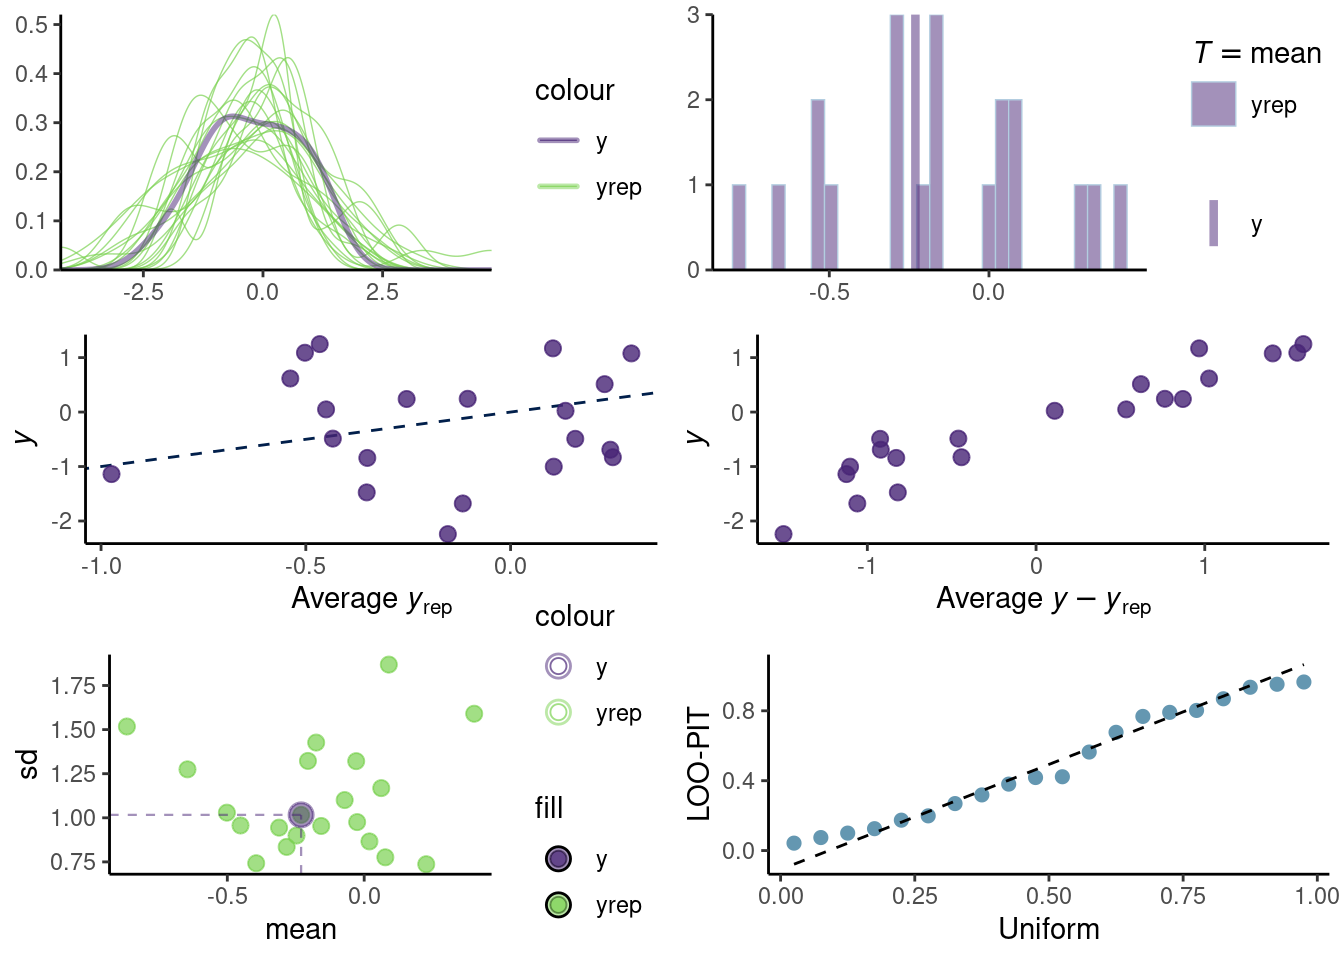 0.5
0.4
0.3
0.2
0.1
0.0
-2.5 0.0 2.5
colour
y
yrep
3
2
1
0
-0.5 0.0
T = mean
yrep
y
y
1
0
-1
-2
-1.0 -0.5 0.0
Average yrep
y
1
0
-1
-2
-1 0 1
Average y − yrep
sd
1.75
1.50
1.25
1.00
0.75
-0.5 0.0
mean
colour
y
yrep
fill
y
yrep
LOO-PIT
0.8
0.4
0.0
0.00 0.25 0.50 0.75 1.00
Uniform